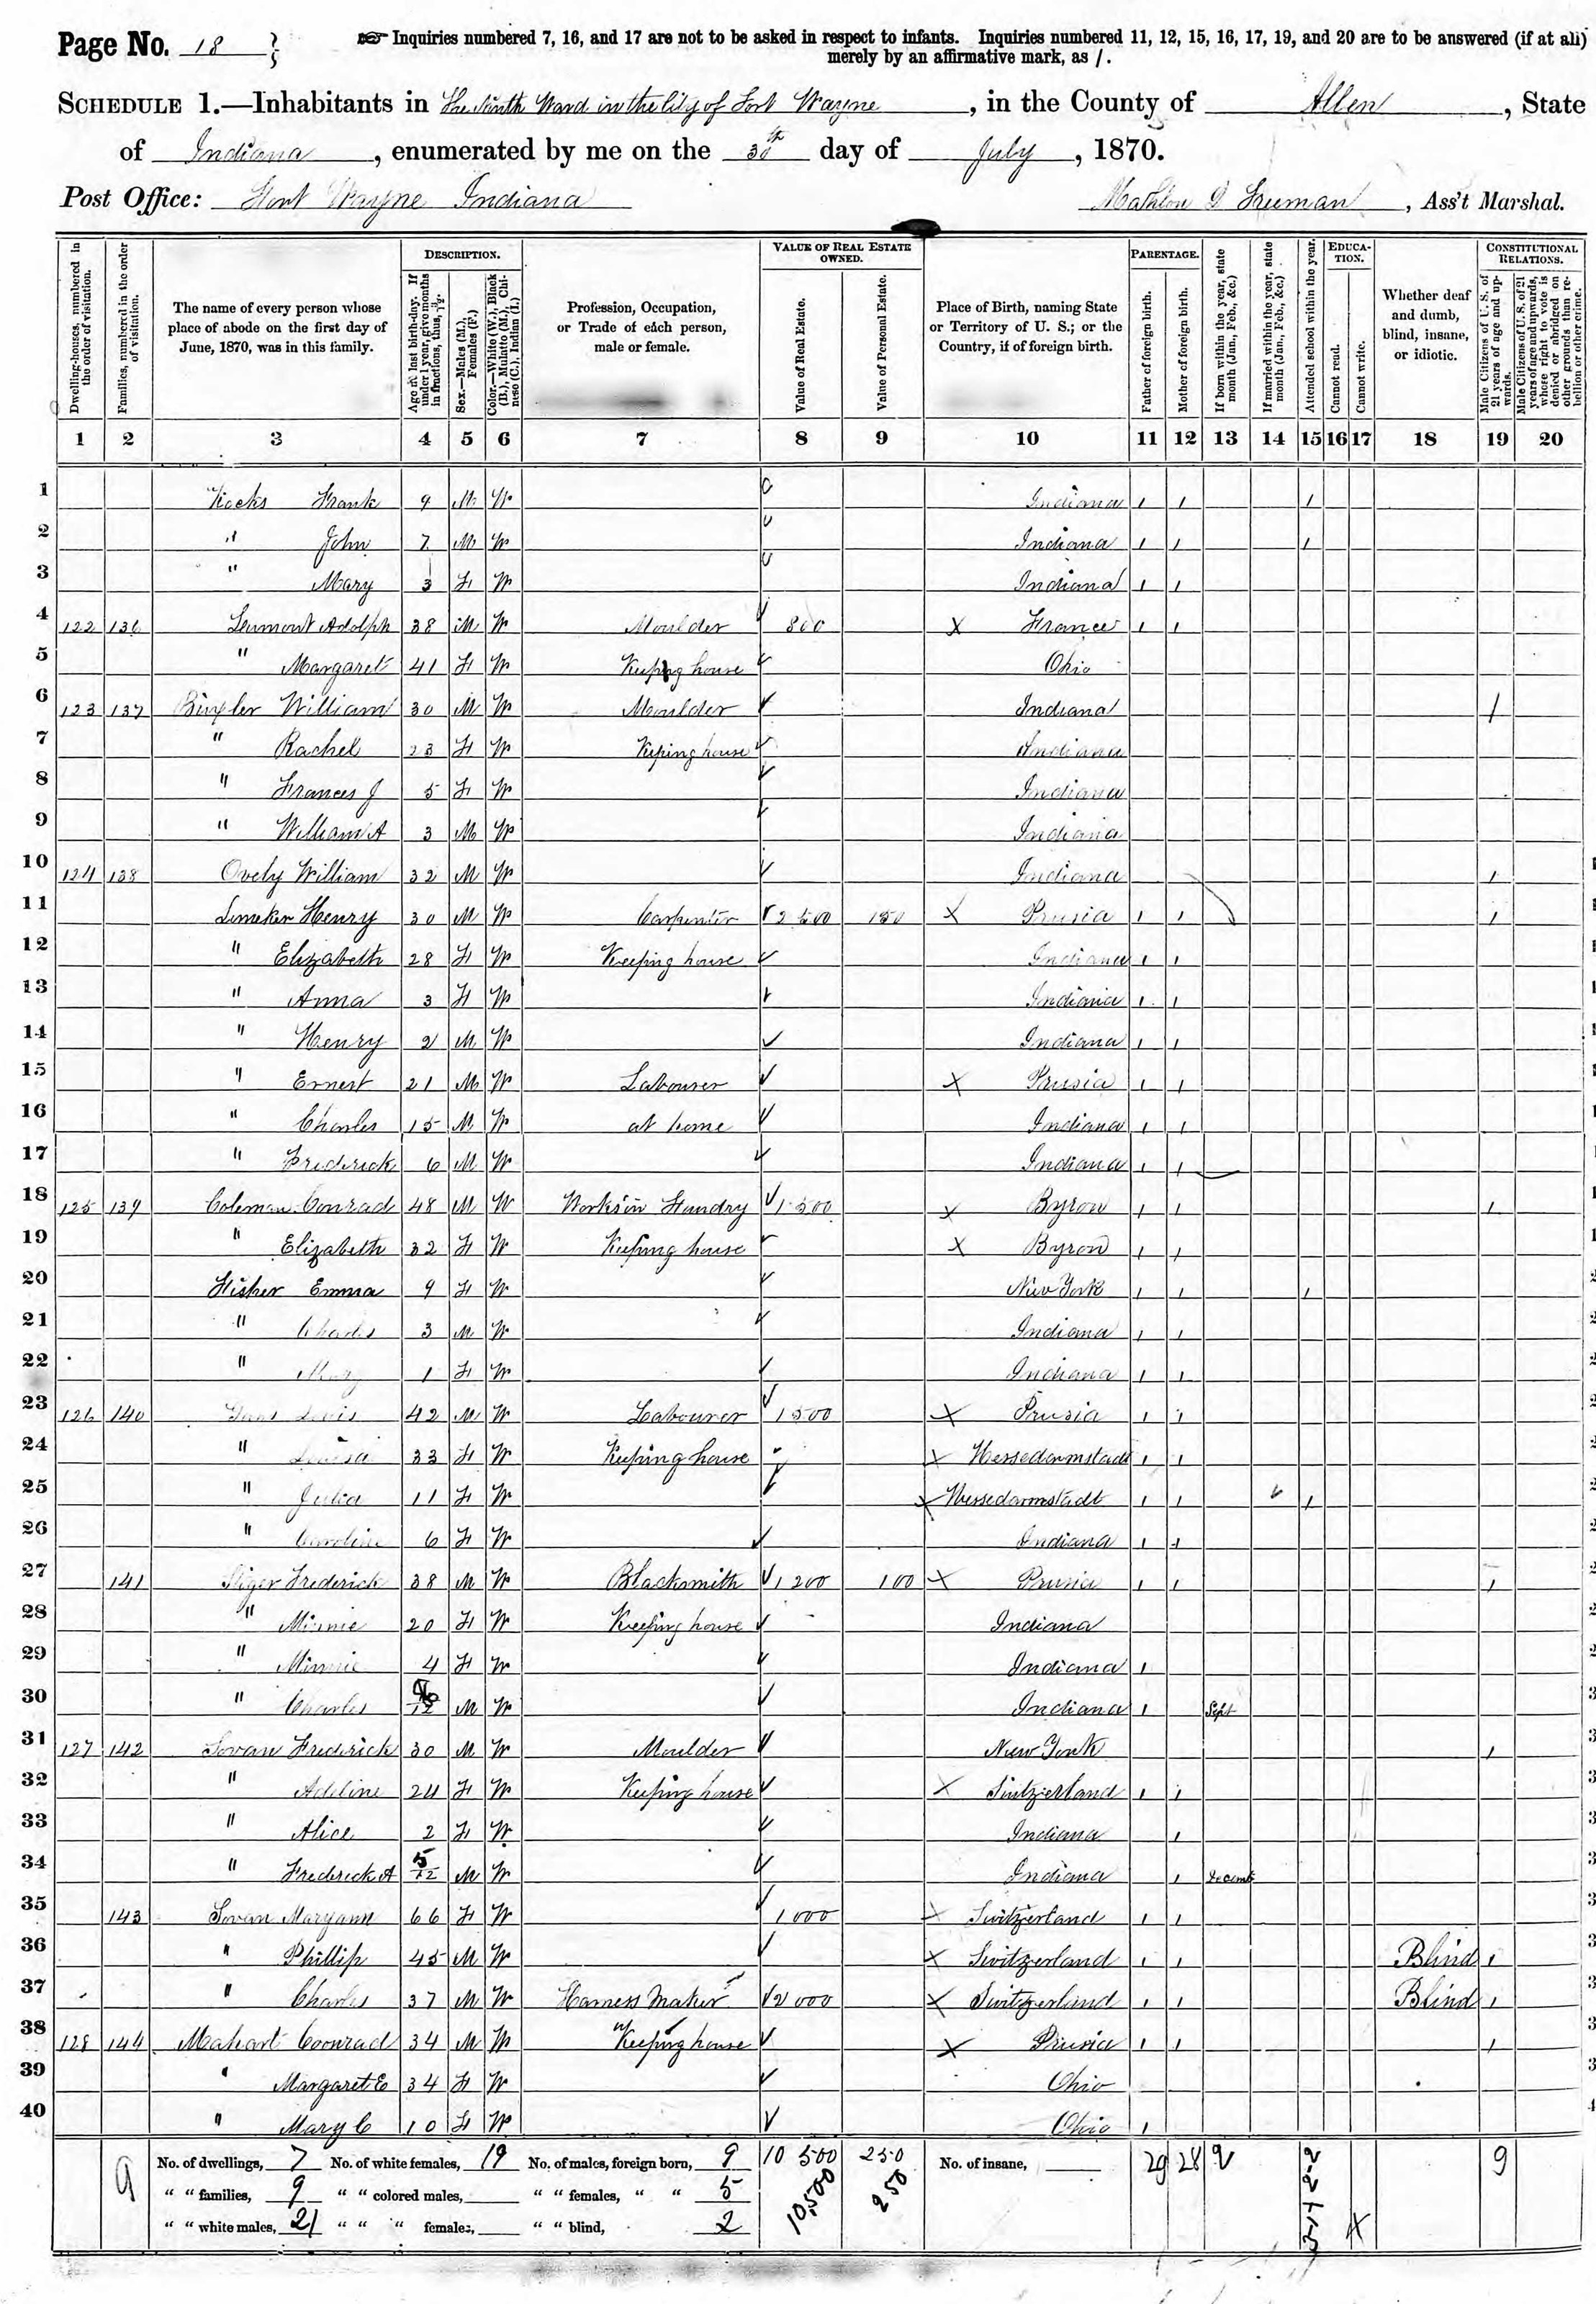 Page No. 18
☞ Inquiries numbered 7, 16, and 17 are not to be asked in respect to infants. Inquiries numbered 11, 12, 15, 16, 17, 19, and 20 are to be answered (if at all)
merely by an affirmative mark, as /.
SCHEDULE 1.—Inhabitants in the Ninth Ward in the City of Fort Wayne, in the County of Allen, State
of Indiana, enumerated by me on the 30th day of July, 1870.
Post Office: Fort Wayne Indiana Mahlon D Freeman, Ass't Marshal.
DESCRIPTION. VALUE OF REAL ESTATE OWNED. PARENTAGE. EDUCATION. CONSTITUTIONAL RELATIONS.
Dwelling-houses, numbered in the order of visitation.
Families, numbered in the order of visitation.
The name of every person whose place of abode on the first day of June, 1870, was in this family.
Age at last birth-day. If under 1 year, give months in fractions, thus, 3/12.
Sex.—Males (M.), Females (F.)
Color.—White (W.), Black (B.), Mulatto (M.), Chinese (C.), Indian (I.)
Profession, Occupation, or Trade of each person, male or female.
Value of Real Estate.
Value of Personal Estate.
Place of Birth, naming State or Territory of U. S.; or the Country, if of foreign birth.
Father of foreign birth.
Mother of foreign birth.
If born within the year, state month (Jan., Feb., &c.)
If married within the year, state month (Jan., Feb., &c.)
Attended school within the year.
Cannot read.
Cannot write.
Whether deaf and dumb, blind, insane, or idiotic.
Male Citizens of U. S. of 21 years of age and upwards.
Male Citizens of U. S. of 21 years of age and upwards, whose right to vote is denied or abridged on other grounds than rebellion or other crime.
1 2 3 4 5 6 7 8 9 10 11 12 13 14 15 16 17 18 19 20
1 Kocks Frank 9 M W Indiana / / /
2 " John 7 M W Indiana / / /
3 " Mary 3 F W Indiana / /
4 122 136 Adolph 38 M W Moulder 800 X France / /
5 " Margaret 41 F W Keeping house Ohio
6 123 137 William 30 M W Moulder Indiana /
7 " Rachel 23 F W Keping house Indiana
8 " Frances J 5 F W Indiana
9 " William A 3 M W Indiana
10 124 138 Ovely William 32 M W Indiana /
11 Henry 30 M W Carpenter 2500 150 X Prusia / / /
12 " Elizabeth 28 F W Keeping house Indiana / /
13 " Anna 3 F W Indiana / /
14 " Henry 2 M W Indiana / /
15 " Ernest 21 M W Labourer X Prusia / /
16 " Charles 15 M W at home Indiana / /
17 " Frederick 6 M W Indiana / /
18 125 139 Coleman Conrad 48 M W Works in Fundry 1500 X Byron / / /
19 " Elizabeth 32 F W Keeping house X Byron / /
20 Fisher Emma 9 F W New York / / /
21 " Charles 3 M W Indiana / /
22 " Mary 1 F W Indiana / /
23 126 140 Louis 42 M W Labourer 1500 X Prusia / /
24 " Louisa 33 F W Keeping house X Hessedarmstadt / /
25 " Julia 11 F W X Hessedarmstadt / / /
26 " Caroline 6 F W Indiana / /
27 141 Frederick 38 M W Blacksmith 1200 100 X Prusia / / /
28 " Minnie 20 F W Keeping house Indiana
29 " Minnie 4 F W Indiana /
30 " Charles M W Indiana / Sept
31 127 142 Sovan Frederick 30 M W Moulder New York /
32 " Adeline 24 F W Keeping house X Switzerland / /
33 " Alice 2 F W Indiana /
34 " Frederick A 5/12 M W Indiana / Decemb
35 143 Sovan Maryann 66 F W 1000 X Switzerland / /
36 " Phillip 45 M W X Switzerland / / Blind /
37 " Charles 37 M W Harness Maker 2000 X Switzerland / / Blind /
38 128 144 Mahart Coonrad 34 M W Keeping house X Prusia / / /
39 " Margaret E 34 F W Ohio
40 " Mary C 10 F W Ohio /
9 No. of dwellings, 7 No. of white females, 19 No. of males, foreign born, 9 10 500 250 No. of insane, 29 28 2 9
" " families, 9 " " colored males, " " females, " " 5 10,500 250
" " white males, 21 " " " females, " " blind, 2